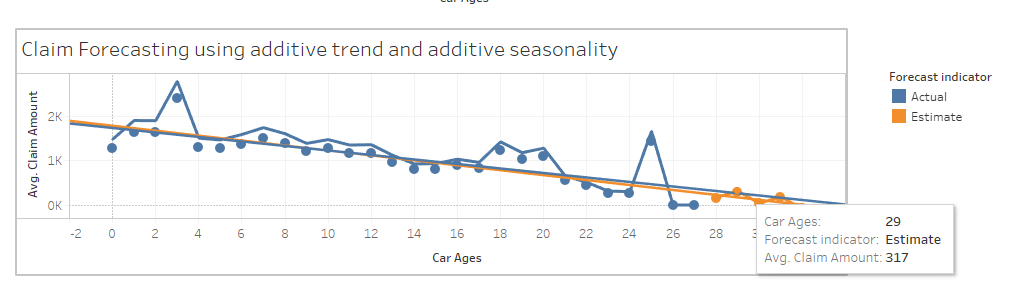 Car Ages
Claim Forecasting using additive trend and additive seasonality
Forecast indicator
Actual
Estimate
Avg. Claim Amount
2K
1K
0K
-2 0 2 4 6 8 10 12 14 16 18 20 22 24 26 28
Car Ages
Car Ages: 29
Forecast indicator: Estimate
Avg. Claim Amount: 317